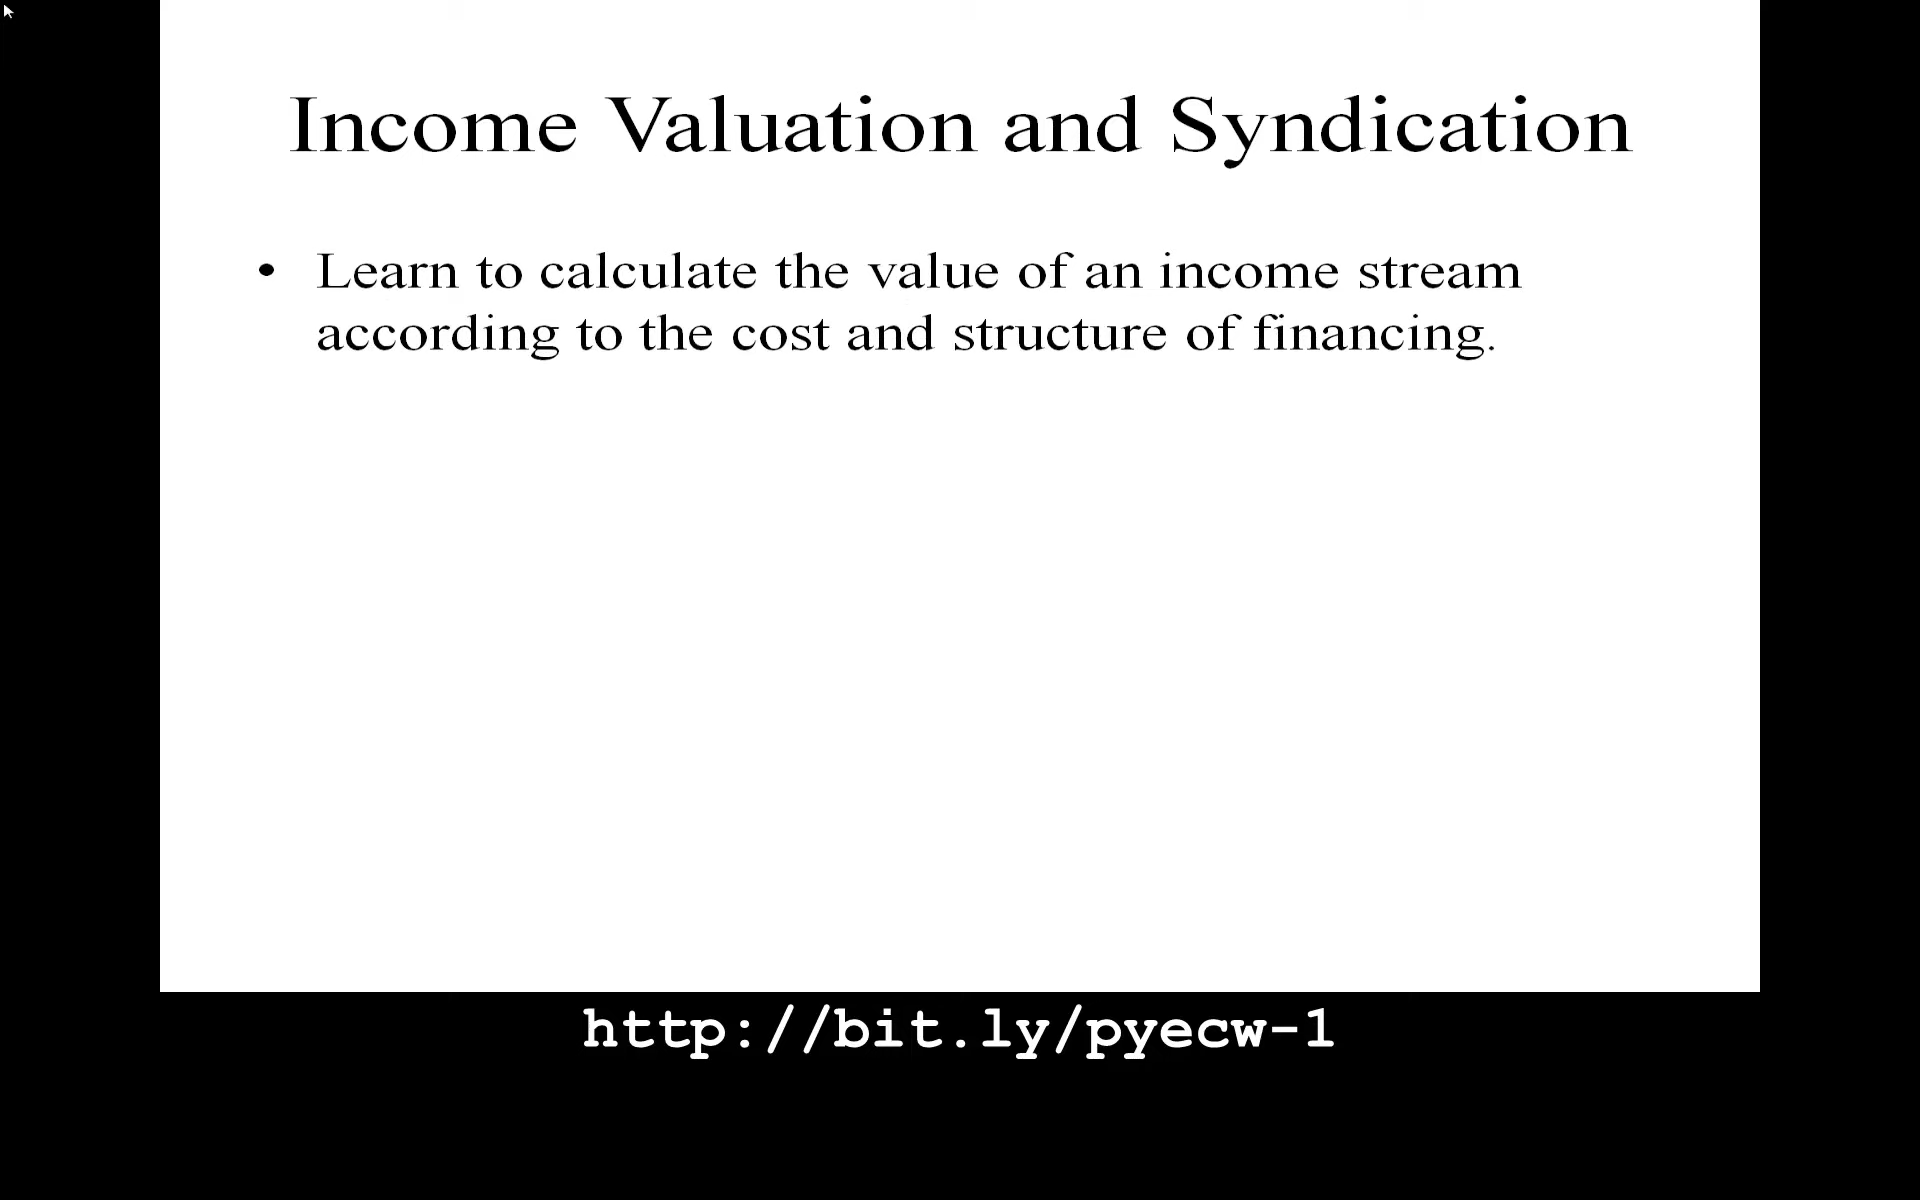 Income Valuation and Syndication
• Learn to calculate the value of an income stream
according to the cost and structure of financing.
http://bit.ly/pyecw-1